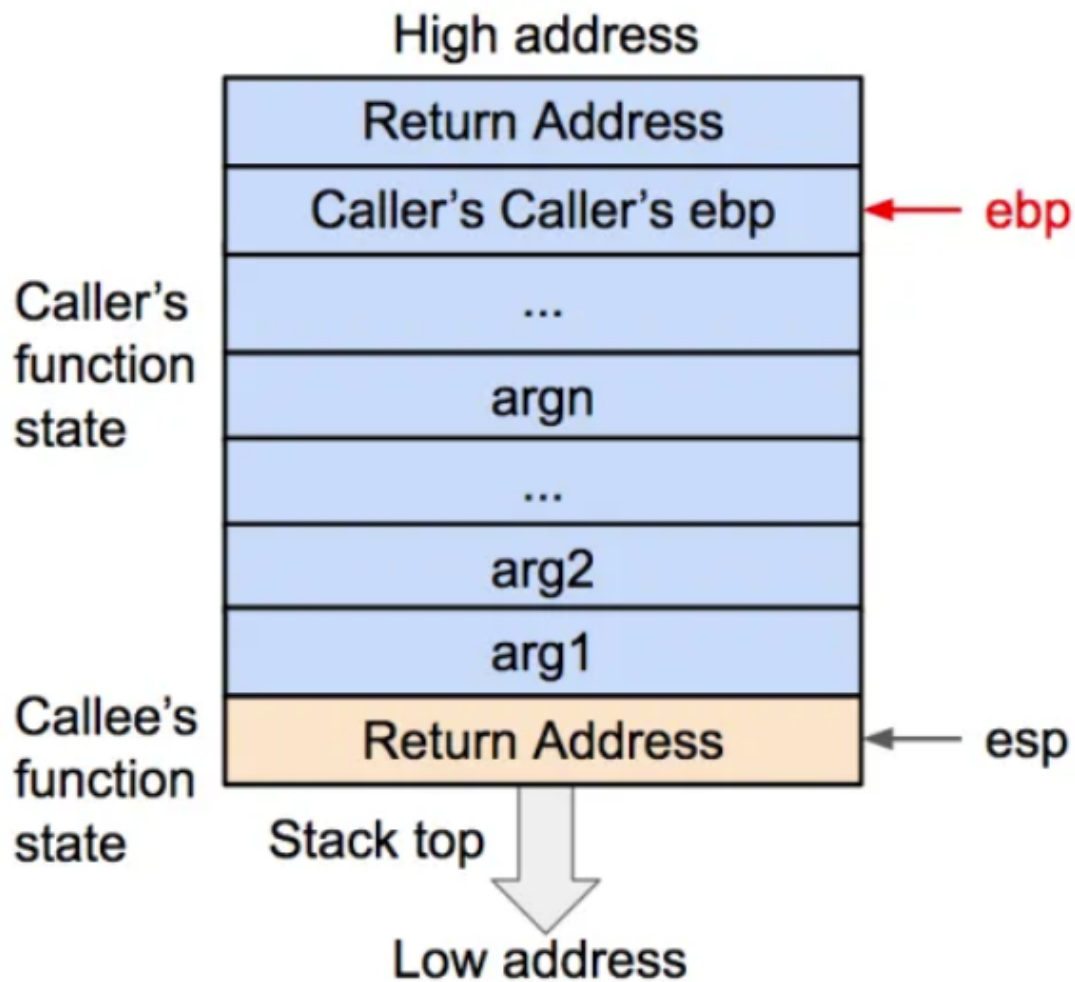 High address
Return Address
Caller's Caller's ebp
ebp
...
Caller's
function
state
argn
...
arg2
arg1
Callee's
function
state
Return Address
esp
Stack top
Low address